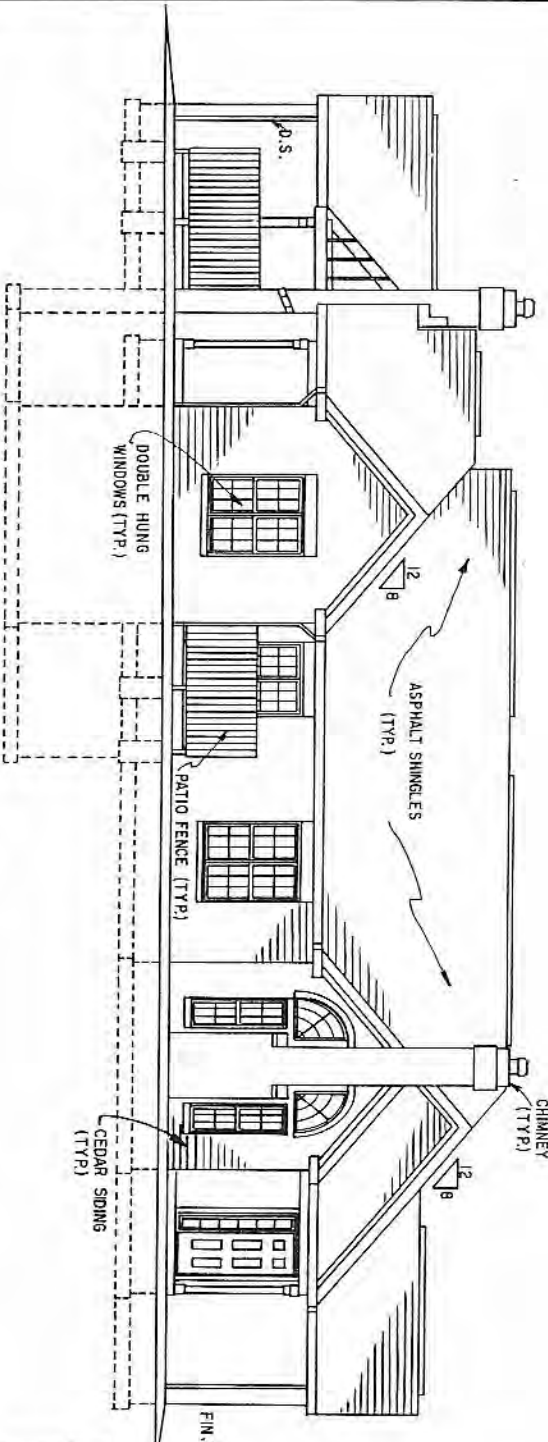 D.S.
DOUBLE HUNG
WINDOWS (TYP.)
12
8
ASPHALT SHINGLES
(TYP.)
PATIO FENCE (TYP.)
CHIMNEY
(TYP.)
12
8
CEDAR SIDING
(TYP.)
FIN.